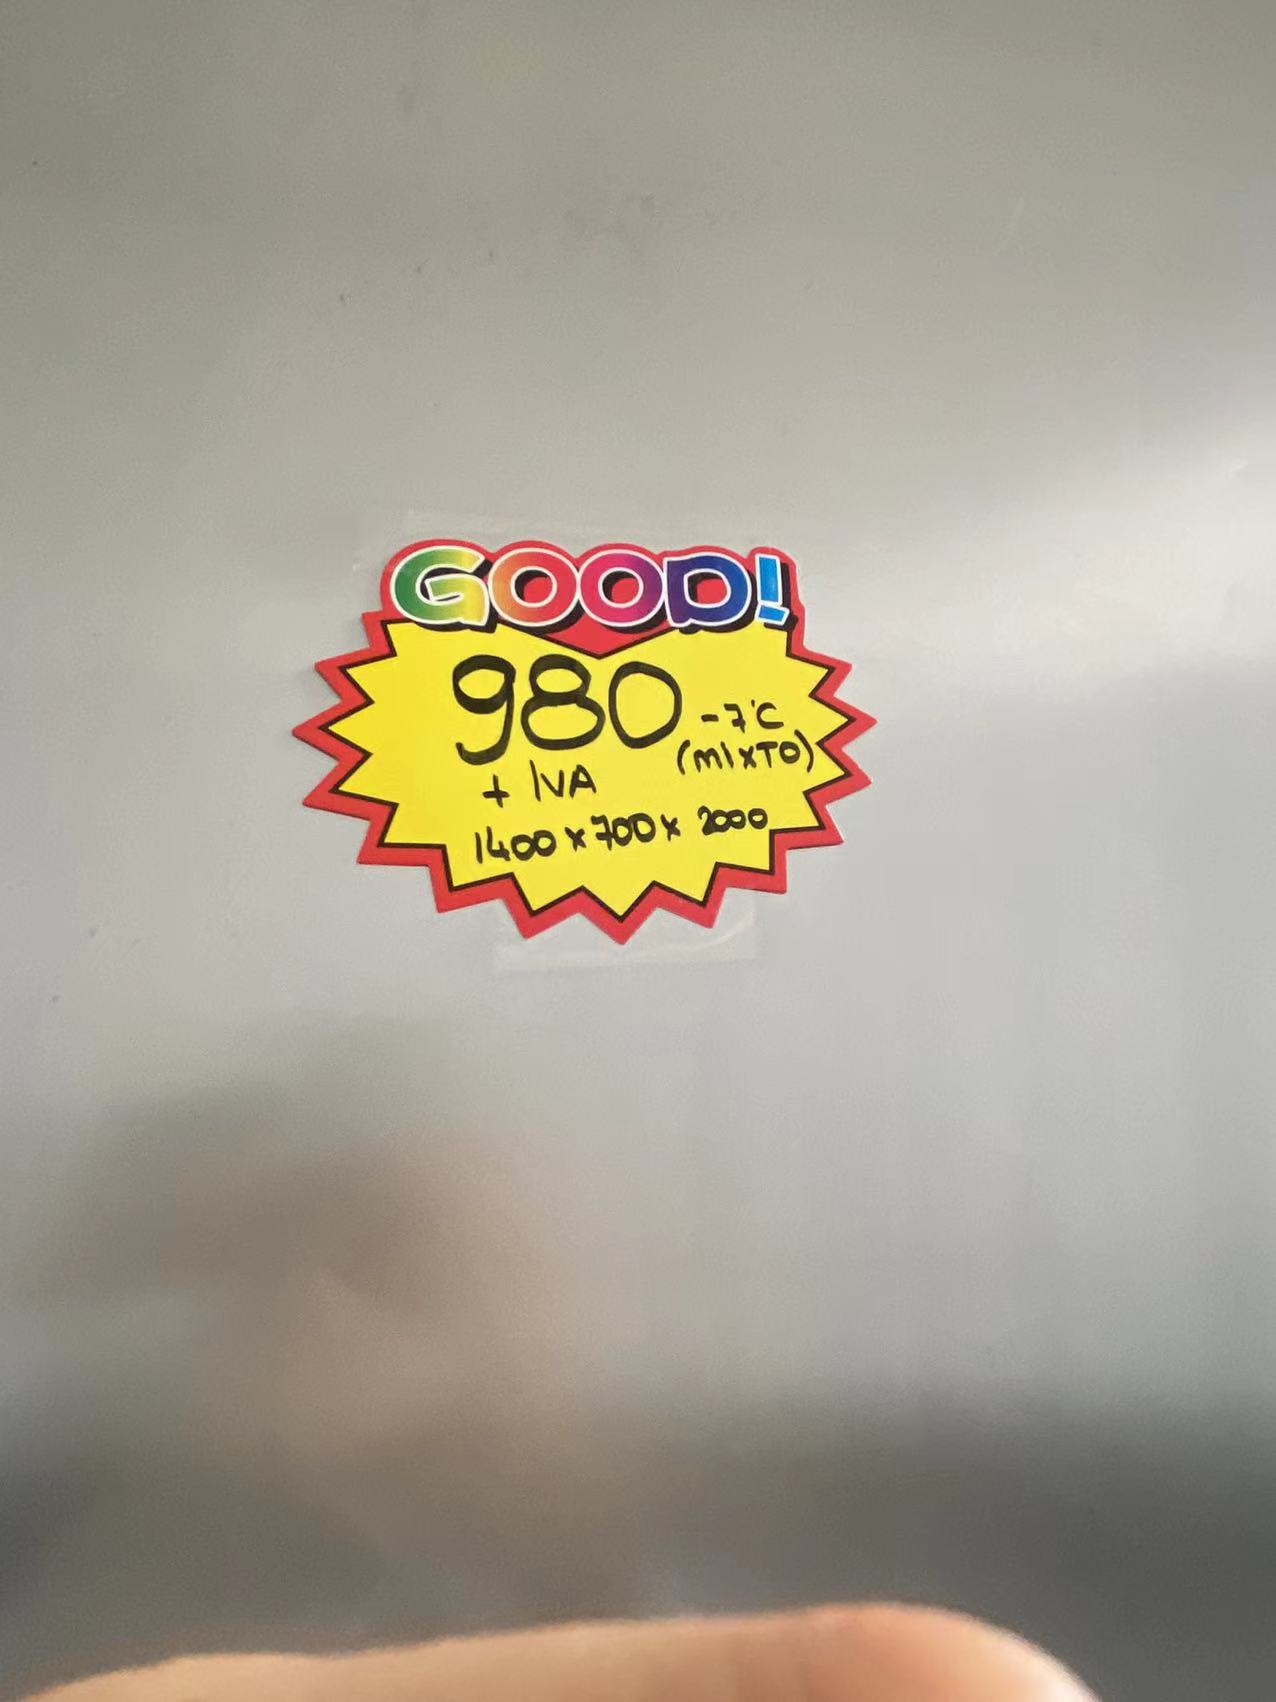 GOOD!
980 -7°C
(MIXTO)
+ IVA
1400 x 700 x 2000